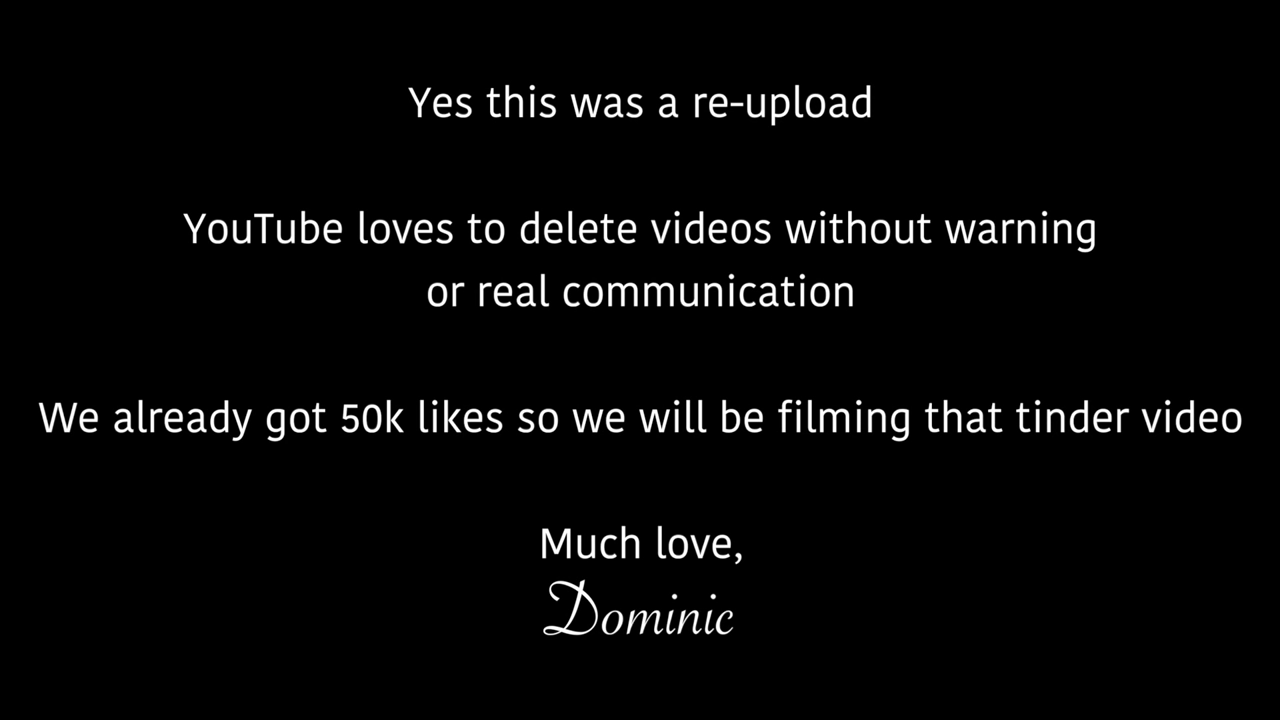 Yes this was a re-upload
YouTube loves to delete videos without warning
or real communication
We already got 50k likes so we will be filming that tinder video
Much love,
Dominic